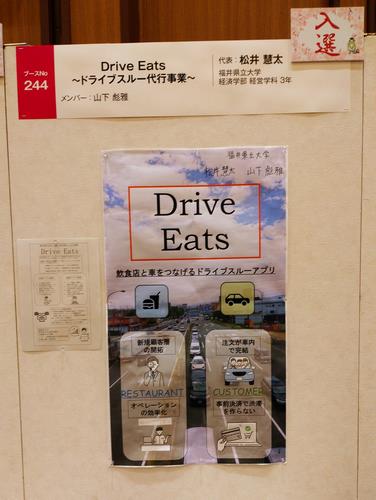 入選
ブースNo
244
Drive Eats
～ドライブスルー代行事業～
メンバー：山下 彪雅
代表：松井 慧太
福井県立大学
経済学部 経営学科 3年
福井県立大学
松井慧太 山下彪雅
Drive
Eats
飲食店と車をつなげるドライブスルーアプリ
新規顧客層
の開拓
RESTAURANT
オペレーション
の効率化
注文が車内
で完結
CUSTOMER
事前決済で渋滞
を作らない
Drive Eats